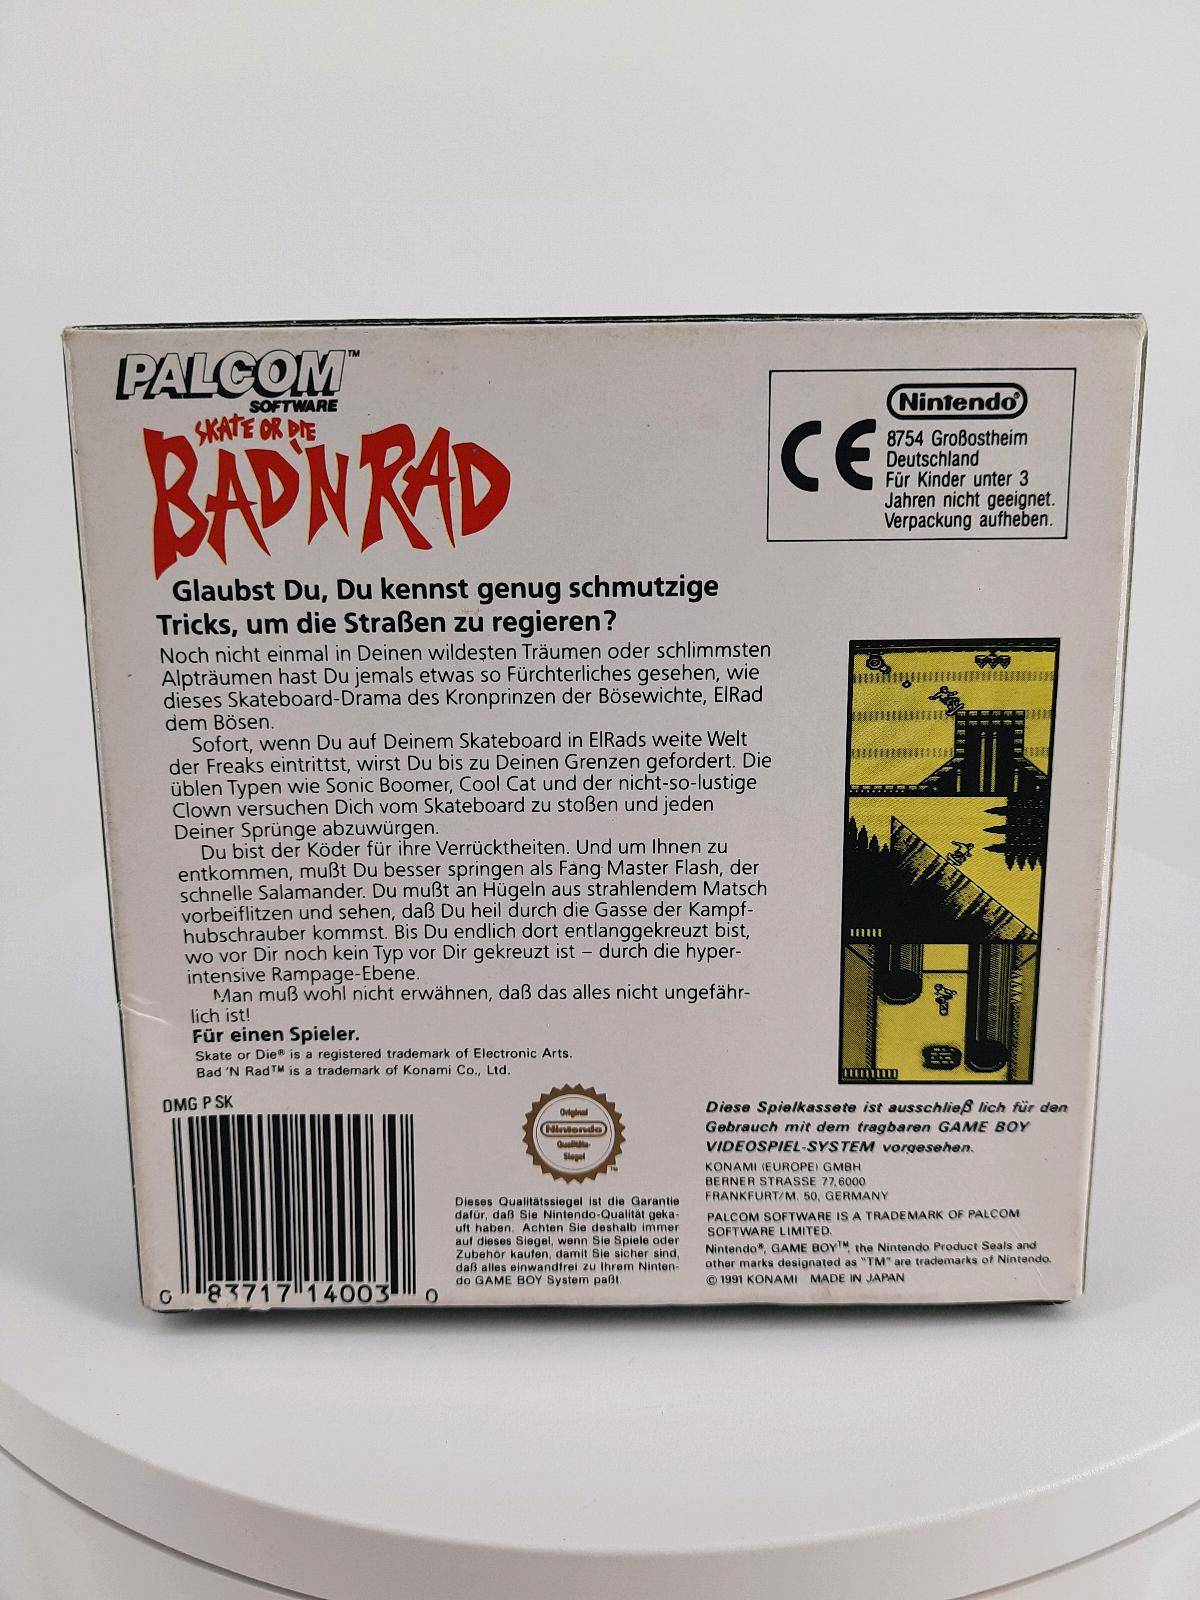 PALCOM™
SOFTWARE
SKATE OR DIE
BAD'N RAD
Nintendo®
CE
8754 Großostheim
Deutschland
Für Kinder unter 3
Jahren nicht geeignet.
Verpackung aufheben.
Glaubst Du, Du kennst genug schmutzige
Tricks, um die Straßen zu regieren?
Noch nicht einmal in Deinen wildesten Träumen oder schlimmsten
Alpträumen hast Du jemals etwas so Fürchterliches gesehen, wie
dieses Skateboard-Drama des Kronprinzen der Bösewichte, ElRad
dem Bösen.
Sofort, wenn Du auf Deinem Skateboard in ElRads weite Welt
der Freaks eintrittst, wirst Du bis zu Deinen Grenzen gefordert. Die
üblen Typen wie Sonic Boomer, Cool Cat und der nicht-so-lustige
Clown versuchen Dich vom Skateboard zu stoßen und jeden
Deiner Sprünge abzuwürgen.
Du bist der Köder für ihre Verrücktheiten. Und um Ihnen zu
entkommen, mußt Du besser springen als Fang Master Flash, der
schnelle Salamander. Du mußt an Hügeln aus strahlendem Matsch
vorbeiflitzen und sehen, daß Du heil durch die Gasse der Kampf-
hubschrauber kommst. Bis Du endlich dort entlanggekreuzt bist,
wo vor Dir noch kein Typ vor Dir gekreuzt ist – durch die hyper-
intensive Rampage-Ebene.
Man muß wohl nicht erwähnen, daß das alles nicht ungefähr-
lich ist!
Für einen Spieler.
Skate or Die® is a registered trademark of Electronic Arts.
Bad 'N Rad™ is a trademark of Konami Co., Ltd.
DMG P SK
0 83717 14003 0
Original
Nintendo
Qualitäts-
Siegel
™
Dieses Qualitätssiegel ist die Garantie
dafür, daß Sie Nintendo-Qualität geka-
uft haben. Achten Sie deshalb immer
auf dieses Siegel, wenn Sie Spiele oder
Zubehör kaufen, damit Sie sicher sind,
daß alles einwandfrei zu Ihrem Ninten-
do GAME BOY System paßt.
Diese Spielkassete ist ausschließ lich für den
Gebrauch mit dem tragbaren GAME BOY
VIDEOSPIEL-SYSTEM vorgesehen.
KONAMI (EUROPE) GMBH
BERNER STRASSE 77,6000
FRANKFURT/M. 50, GERMANY
PALCOM SOFTWARE IS A TRADEMARK OF PALCOM
SOFTWARE LIMITED.
Nintendo®, GAME BOY™, the Nintendo Product Seals and
other marks designated as "TM" are trademarks of Nintendo.
© 1991 KONAMI MADE IN JAPAN